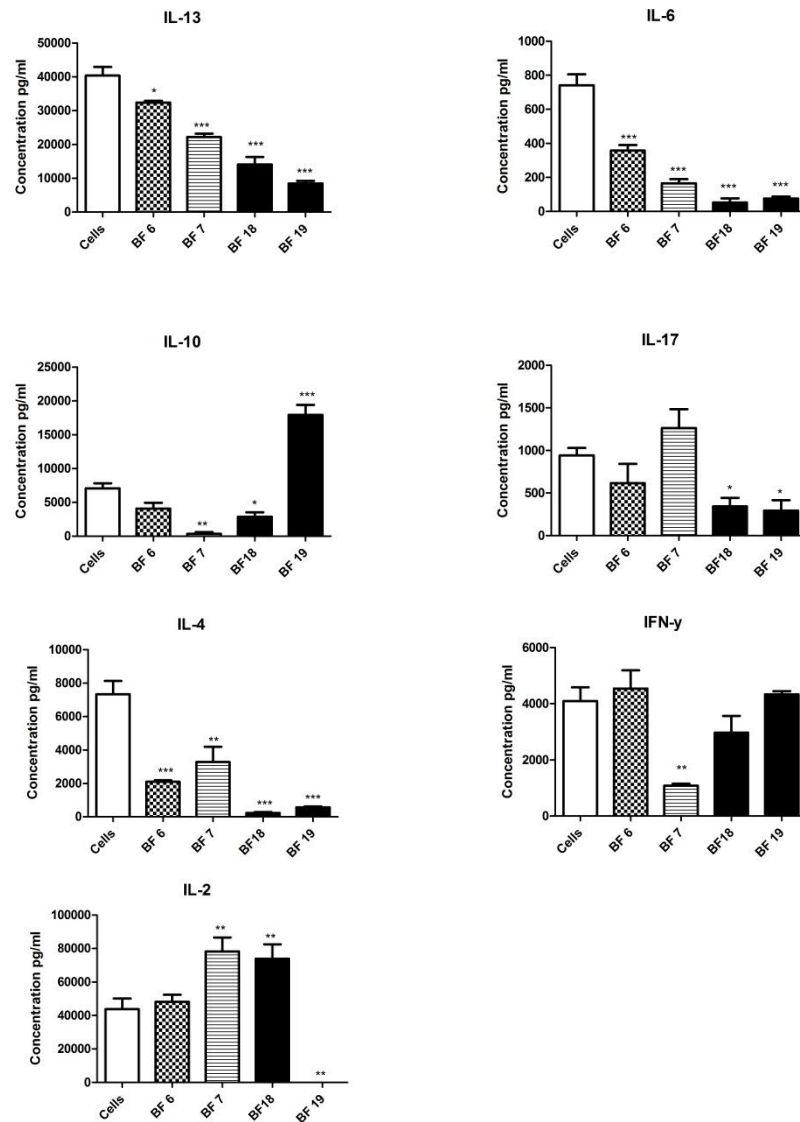 IL-13
Concentration pg/ml
50000
40000
30000
20000
10000
0
*
***
***
***
Cells
BF 6
BF 7
BF 18
BF 19
IL-6
Concentration pg/ml
1000
800
600
400
200
0
***
***
***
***
Cells
BF 6
BF 7
BF18
BF 19
IL-10
Concentration pg/ml
25000
20000
15000
10000
5000
0
**
*
***
Cells
BF 6
BF 7
BF18
BF 19
IL-17
Concentration pg/ml
2000
1500
1000
500
0
*
*
Cells
BF 6
BF 7
BF 18
BF 19
IL-4
Concentration pg/ml
10000
8000
6000
4000
2000
0
***
**
***
***
Cells
BF 6
BF 7
BF18
BF 19
IFN-y
Concentration pg/ml
6000
4000
2000
0
**
Cells
BF 6
BF 7
BF18
BF 19
IL-2
Concentration pg/ml
100000
80000
60000
40000
20000
0
**
**
**
Cells
BF 6
BF 7
BF18
BF 19